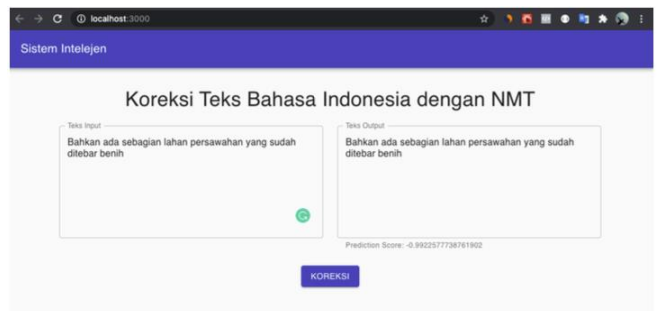 localhost:3000
Sistem Intelejen
Koreksi Teks Bahasa Indonesia dengan NMT
Teks Input
Bahkan ada sebagian lahan persawahan yang sudah
ditebar benih
Teks Output
Bahkan ada sebagian lahan persawahan yang sudah
ditebar benih
Prediction Score: -0.9922577738761902
KOREKSI